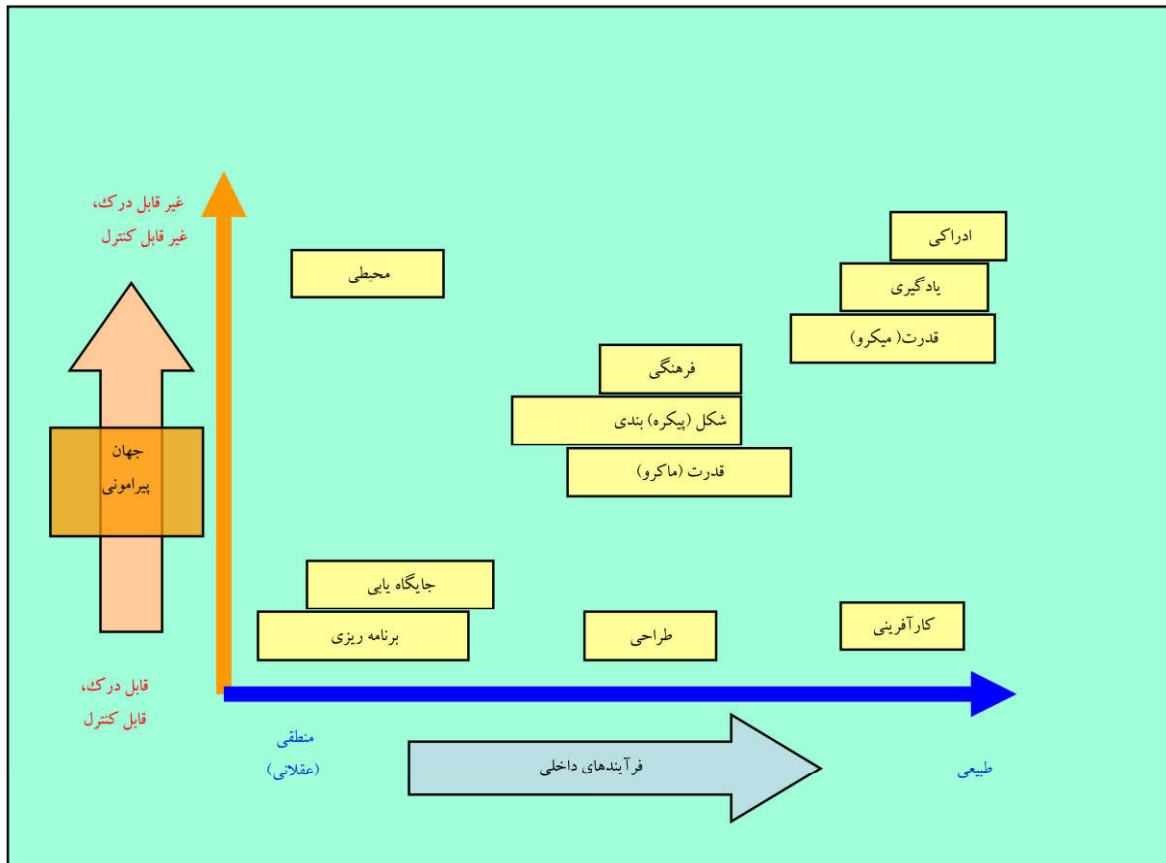 غیر قابل درک،
غیر قابل کنترل
ادراکی
محیطی
یادگیری
قدرت( میکرو)
فرهنگی
شکل (پیکره) بندی
قدرت (ماکرو)
جهان
پیرامونی
جایگاه یابی
برنامه ریزی
طراحی
کارآفرینی
قابل درک،
قابل کنترل
منطقی
(عقلانی)
فرآیندهای داخلی
طبیعی